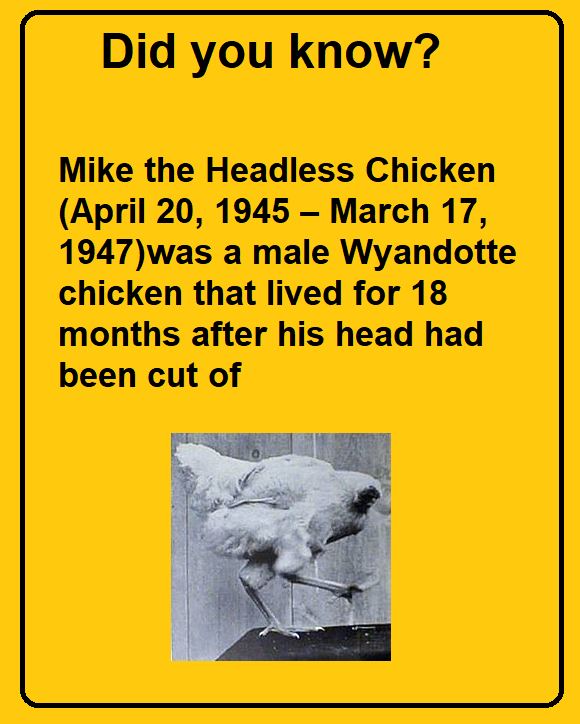 Did you know?
Mike the Headless Chicken
(April 20, 1945 – March 17,
1947)was a male Wyandotte
chicken that lived for 18
months after his head had
been cut of